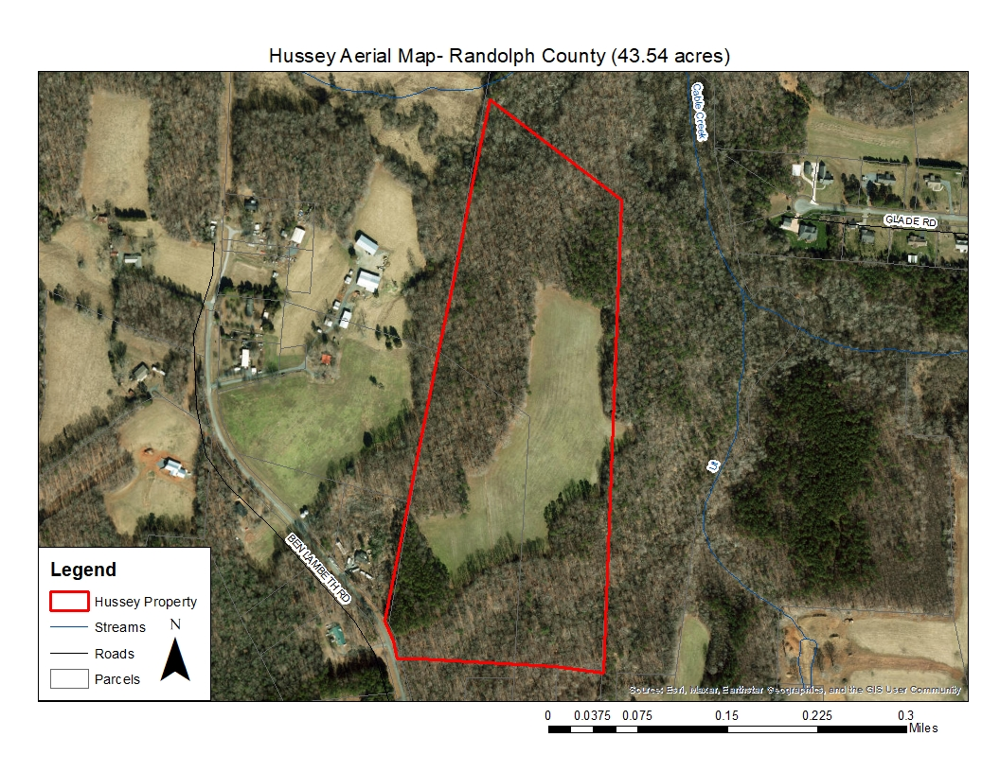 Hussey Aerial Map- Randolph County (43.54 acres)
Cable Creek
GLADE RD
BEN LAMBETH RD
Legend
Hussey Property
Streams
Roads
Parcels
N
Source: Esri, Maxar, Earthstar Geographics, and the GIS User Community
0 0.0375 0.075 0.15 0.225 0.3
Miles